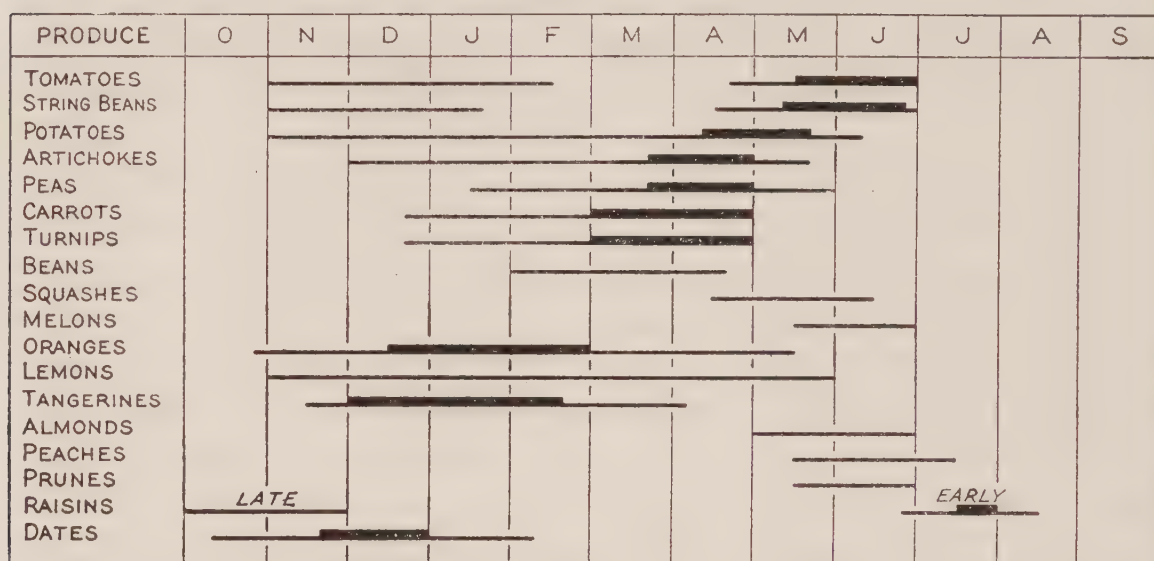 PRODUCE O N D J F M A M J J A S
TOMATOES
STRING BEANS
POTATOES
ARTICHOKES
PEAS
CARROTS
TURNIPS
BEANS
SQUASHES
MELONS
ORANGES
LEMONS
TANGERINES
ALMONDS
PEACHES
PRUNES
RAISINS LATE EARLY
DATES